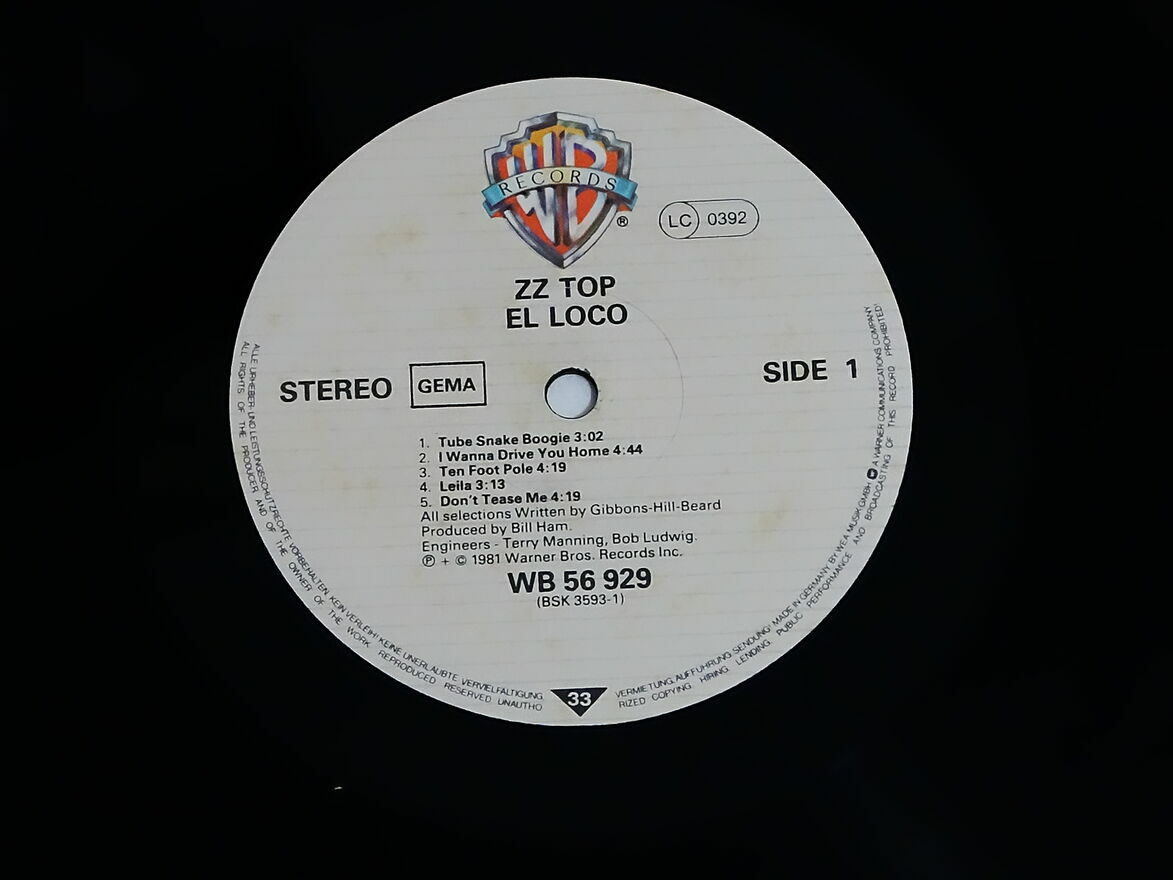 WB
RECORDS
®
LC 0392
ZZ TOP
EL LOCO
STEREO
GEMA
SIDE 1
1. Tube Snake Boogie 3:02
2. I Wanna Drive You Home 4:44
3. Ten Foot Pole 4:19
4. Leila 3:13
5. Don't Tease Me 4:19
All selections Written by Gibbons-Hill-Beard
Produced by Bill Ham.
Engineers - Terry Manning, Bob Ludwig.
℗ + © 1981 Warner Bros. Records Inc.
WB 56 929
(BSK 3593-1)
33
ALLE URHEBER- UND LEISTUNGSSCHUTZRECHTE VORBEHALTEN. KEIN VERLEIH! KEINE UNERLAUBTE VERVIELFÄLTIGUNG, VERMIETUNG, AUFFÜHRUNG, SENDUNG! MADE IN GERMANY BY WEA MUSIK GMBH A WARNER COMMUNICATIONS COMPANY
ALL RIGHTS OF THE PRODUCER AND OF THE OWNER OF THE WORK REPRODUCED RESERVED UNAUTHORIZED COPYING, HIRING, LENDING, PUBLIC PERFORMANCE AND BROADCASTING OF THIS RECORD PROHIBITED!